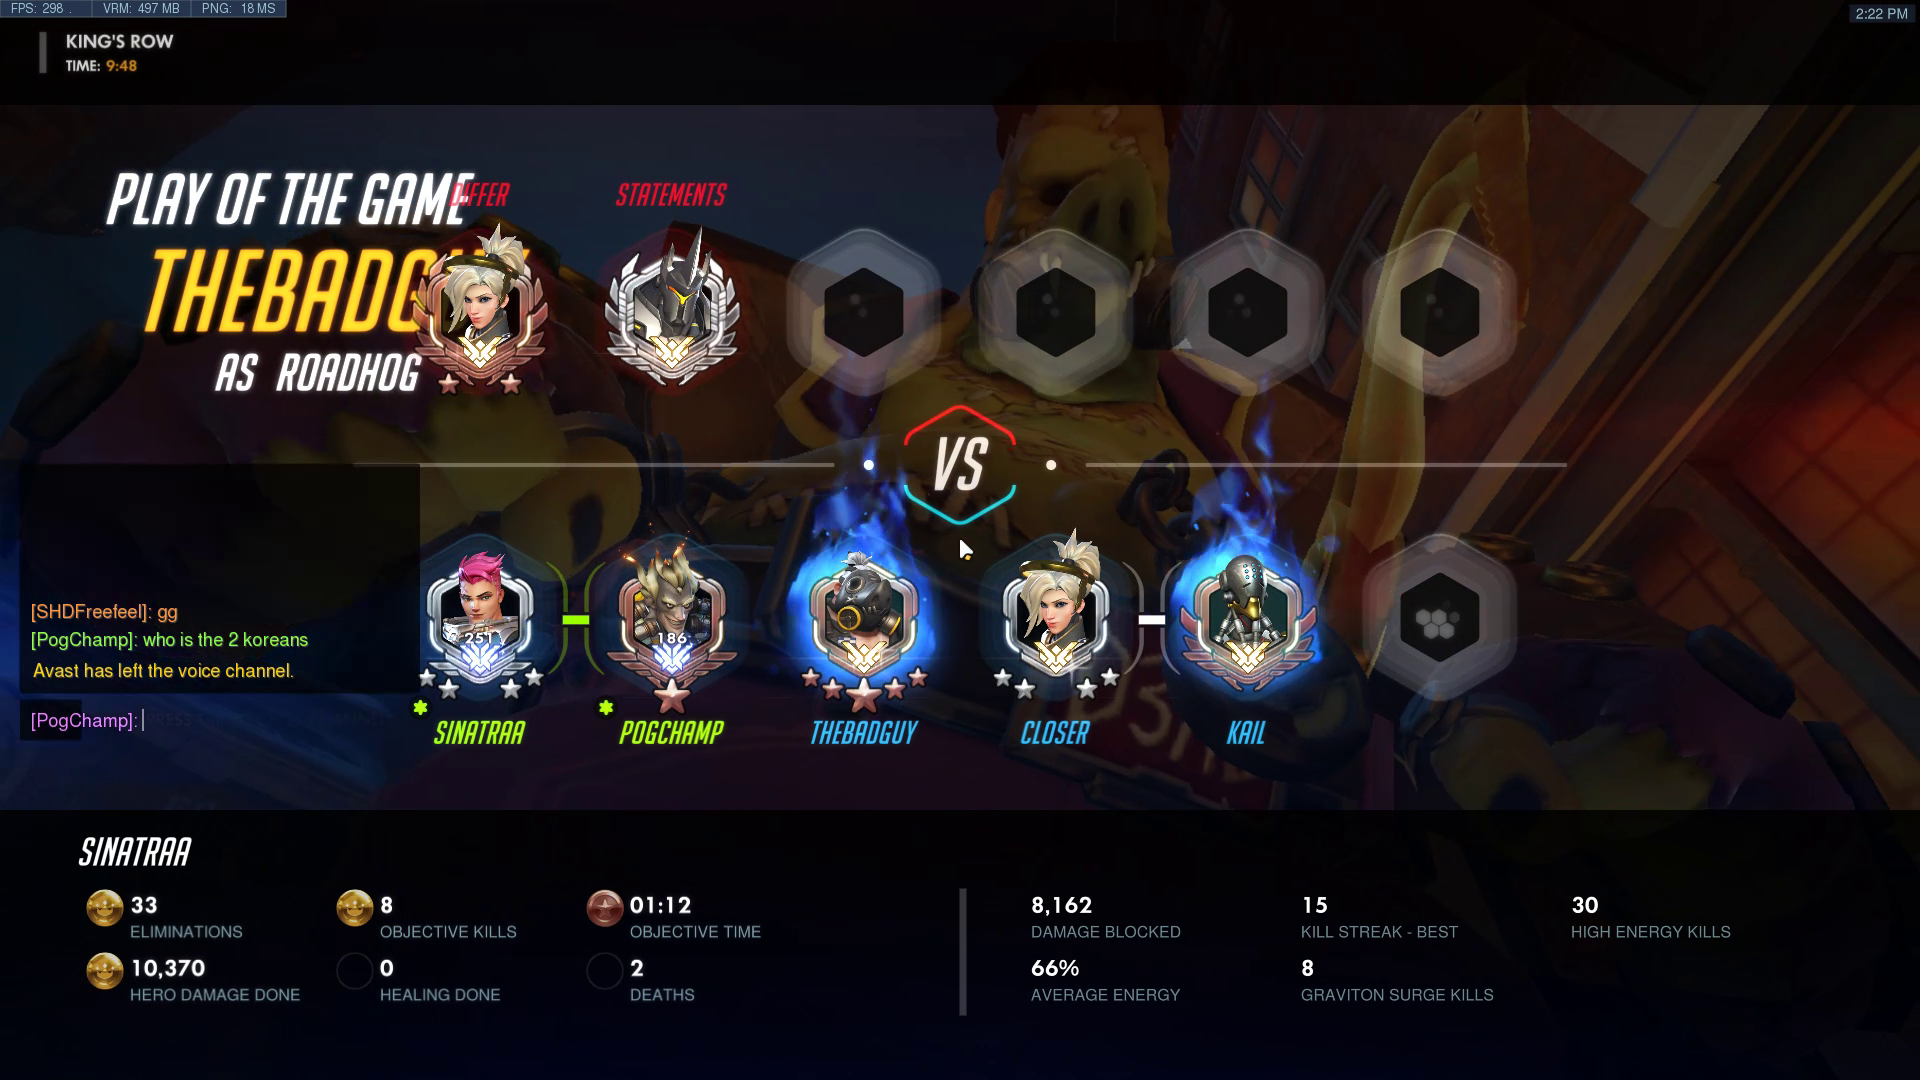 FPS: 298 . VRM: 497 MB PNG: 18 MS
2:22 PM
KING'S ROW
TIME: 9:48
PLAY OF THE GAME
AS ROADHOG
DIFFER STATEMENTS
VS
[SHDFreefeel]: gg
[PogChamp]: who is the 2 koreans
Avast has left the voice channel.
[PogChamp]:
251 186
SINATRAA POGCHAMP THEBADGUY CLOSER KAIL
SINATRAA
33 8 01:12 8,162 15 30
ELIMINATIONS OBJECTIVE KILLS OBJECTIVE TIME DAMAGE BLOCKED KILL STREAK - BEST HIGH ENERGY KILLS
10,370 0 2 66% 8
HERO DAMAGE DONE HEALING DONE DEATHS AVERAGE ENERGY GRAVITON SURGE KILLS